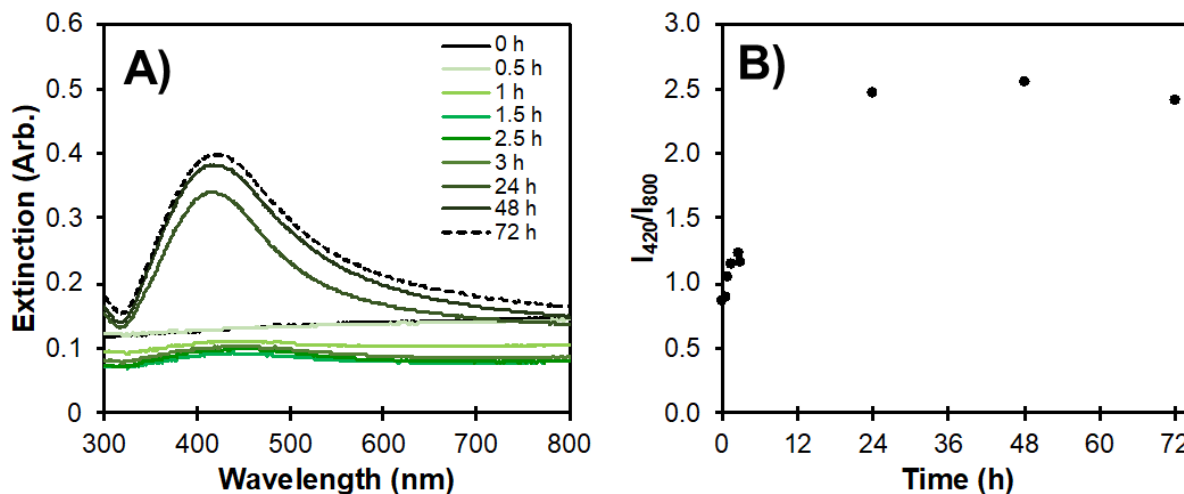 A)
Extinction (Arb.)
0.6
0.5
0.4
0.3
0.2
0.1
0
300 400 500 600 700 800
Wavelength (nm)
0 h
0.5 h
1 h
1.5 h
2.5 h
3 h
24 h
48 h
72 h
B)
I420/I800
3.0
2.5
2.0
1.5
1.0
0.5
0.0
0 12 24 36 48 60 72
Time (h)